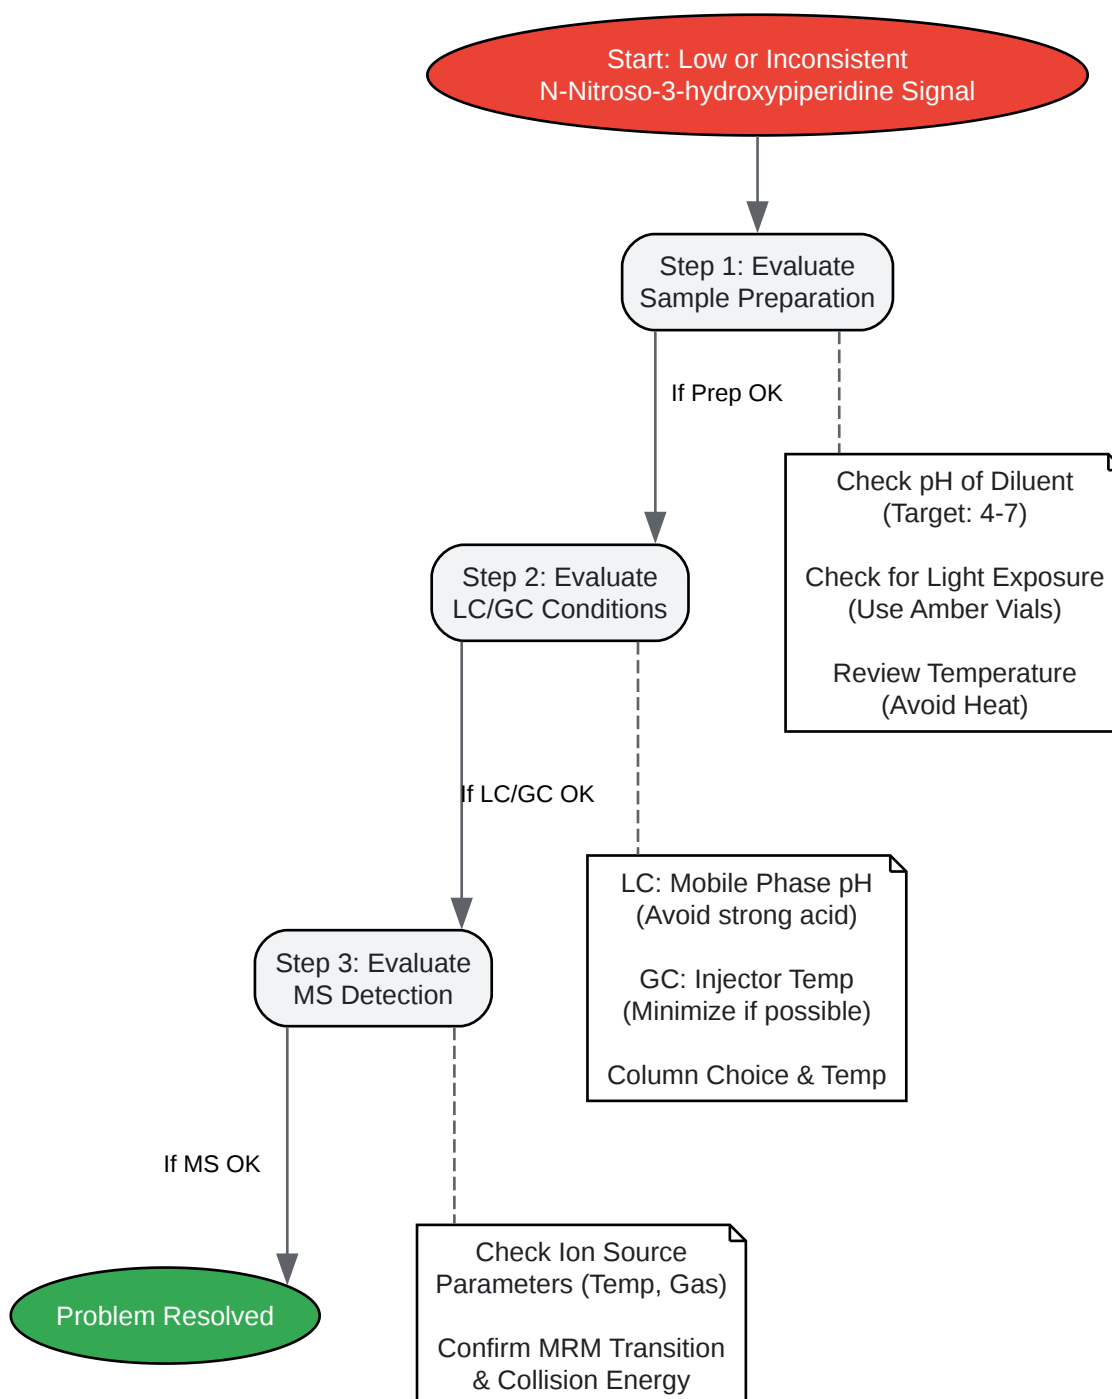 Start: Low or Inconsistent
N-Nitroso-3-hydroxypiperidine Signal
Step 1: Evaluate
Sample Preparation
If Prep OK
Check pH of Diluent
(Target: 4-7)
Check for Light Exposure
(Use Amber Vials)
Review Temperature
(Avoid Heat)
Step 2: Evaluate
LC/GC Conditions
If LC/GC OK
LC: Mobile Phase pH
(Avoid strong acid)
GC: Injector Temp
(Minimize if possible)
Column Choice & Temp
Step 3: Evaluate
MS Detection
If MS OK
Check Ion Source
Parameters (Temp, Gas)
Confirm MRM Transition
& Collision Energy
Problem Resolved